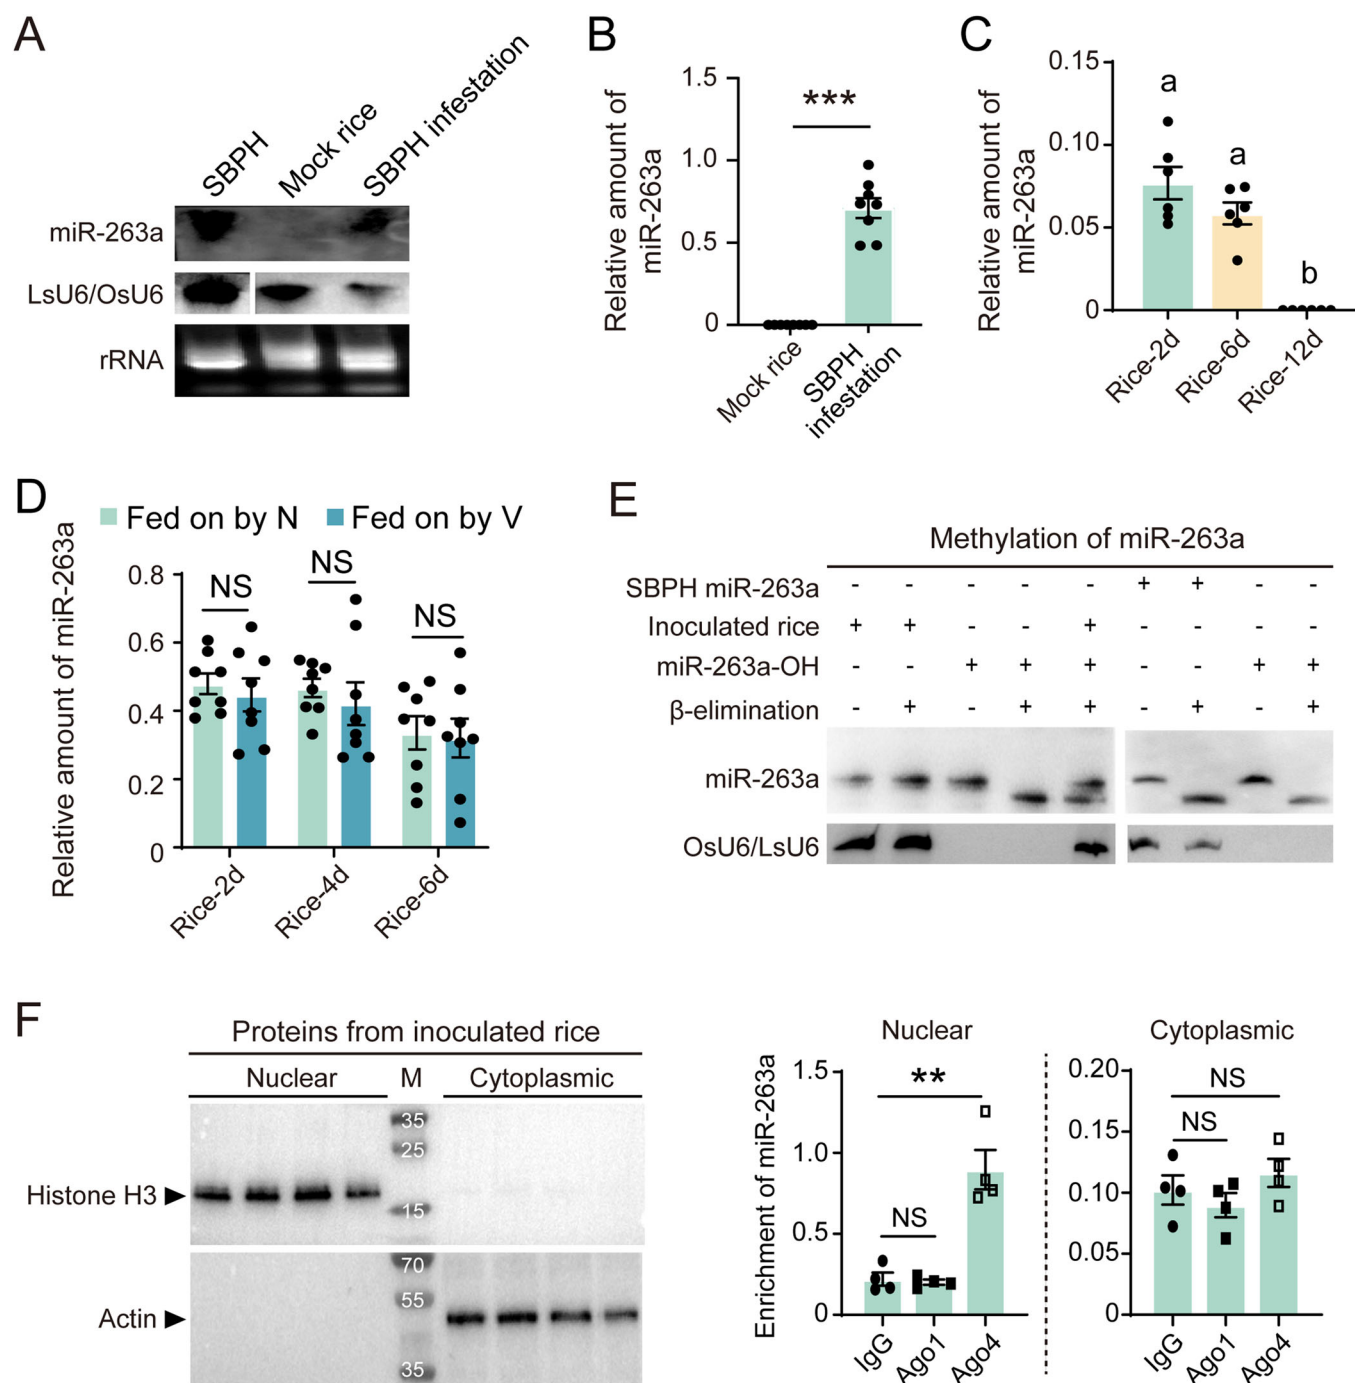 A
SBPH
Mock rice
SBPH infestation
miR-263a
LsU6/OsU6
rRNA
B
Relative amount of
miR-263a
1.5
1.0
0.5
0
***
Mock rice
SBPH
infestation
C
Relative amount of
miR-263a
0.15
0.10
0.05
0
a
a
b
Rice-2d
Rice-6d
Rice-12d
D
Fed on by N
Fed on by V
Relative amount of miR-263a
0.8
0.6
0.4
0.2
0
NS
NS
NS
Rice-2d
Rice-4d
Rice-6d
E
Methylation of miR-263a
SBPH miR-263a - - - - - + + - -
Inoculated rice + + - - + - - - -
miR-263a-OH - - + + + - - + +
β-elimination - + - + + - + - +
miR-263a
OsU6/LsU6
F
Proteins from inoculated rice
Nuclear M Cytoplasmic
35
25
15
Histone H3
70
55
35
Actin
Nuclear
Enrichment of miR-263a
1.5
1.0
0.5
0
**
NS
IgG
Ago1
Ago4
Cytoplasmic
0.20
0.15
0.10
0.05
0
NS
NS
IgG
Ago1
Ago4